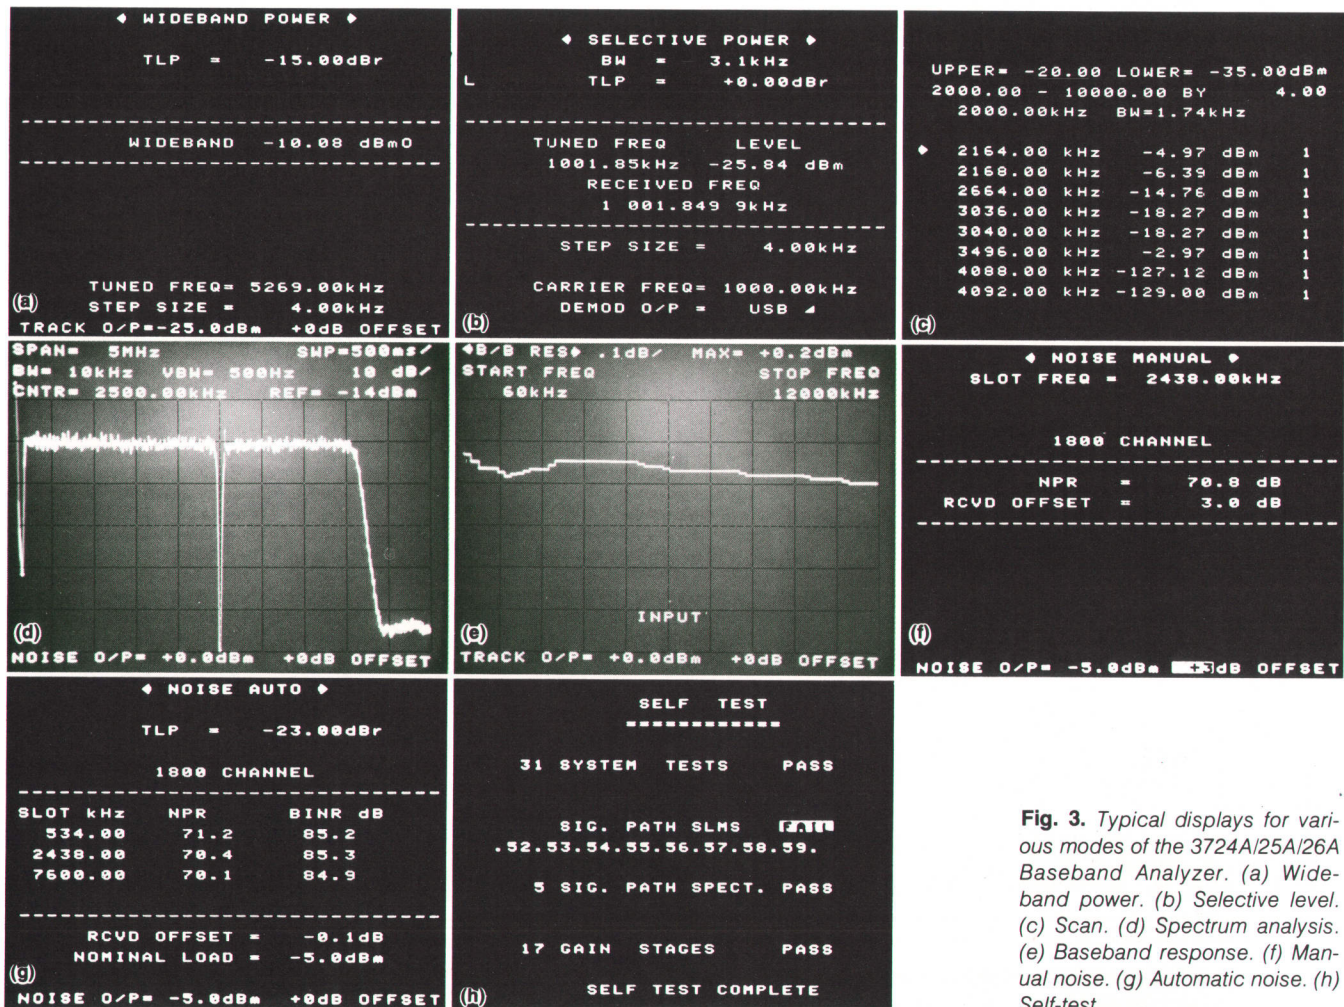 ◆ WIDEBAND POWER ◆
TLP = -15.00dBr
WIDEBAND -10.08 dBm0
TUNED FREQ= 5269.00kHz
STEP SIZE = 4.00kHz
TRACK O/P=-25.0dBm +0dB OFFSET
(a)
◆ SELECTIVE POWER ◆
BW = 3.1kHz
L TLP = +0.00dBr
TUNED FREQ LEVEL
1001.85kHz -25.84 dBm
RECEIVED FREQ
1 001.849 9kHz
STEP SIZE = 4.00kHz
CARRIER FREQ= 1000.00kHz
DEMOD O/P = USB ◢
(b)
UPPER= -20.00 LOWER= -35.00dBm
2000.00 - 10000.00 BY 4.00
2000.00kHz BW=1.74kHz
◆ 2164.00 kHz -4.97 dBm 1
2168.00 kHz -6.39 dBm 1
2664.00 kHz -14.76 dBm 1
3036.00 kHz -18.27 dBm 1
3040.00 kHz -18.27 dBm 1
3496.00 kHz -2.97 dBm 1
4088.00 kHz -127.12 dBm 1
4092.00 kHz -129.00 dBm 1
(c)
SPAN= 5MHz SWP=500ms/
BW= 10kHz VBW= 500Hz 10 dB/
CNTR= 2500.00kHz REF= -14dBm
(d)
NOISE O/P= +0.0dBm +0dB OFFSET
◆B/B RES◆ .1dB/ MAX= +0.2dBm
START FREQ STOP FREQ
60kHz 12000kHz
INPUT
(e)
TRACK O/P= +0.0dBm +0dB OFFSET
◆ NOISE MANUAL ◆
SLOT FREQ = 2438.00kHz
1800 CHANNEL
NPR = 70.8 dB
RCVD OFFSET = 3.0 dB
(f)
NOISE O/P= -5.0dBm +3dB OFFSET
◆ NOISE AUTO ◆
TLP = -23.00dBr
1800 CHANNEL
SLOT kHz NPR BINR dB
534.00 71.2 85.2
2438.00 70.4 85.3
7600.00 70.1 84.9
RCVD OFFSET = -0.1dB
NOMINAL LOAD = -5.0dBm
(g)
NOISE O/P= -5.0dBm +0dB OFFSET
SELF TEST
============
31 SYSTEM TESTS PASS
SIG. PATH SLMS FAIL
.52.53.54.55.56.57.58.59.
5 SIG. PATH SPECT. PASS
17 GAIN STAGES PASS
(h) SELF TEST COMPLETE
Fig. 3. Typical displays for vari-
ous modes of the 3724A/25A/26A
Baseband Analyzer. (a) Wide-
band power. (b) Selective level.
(c) Scan. (d) Spectrum analysis.
(e) Baseband response. (f) Man-
ual noise. (g) Automatic noise. (h)
Self-test.